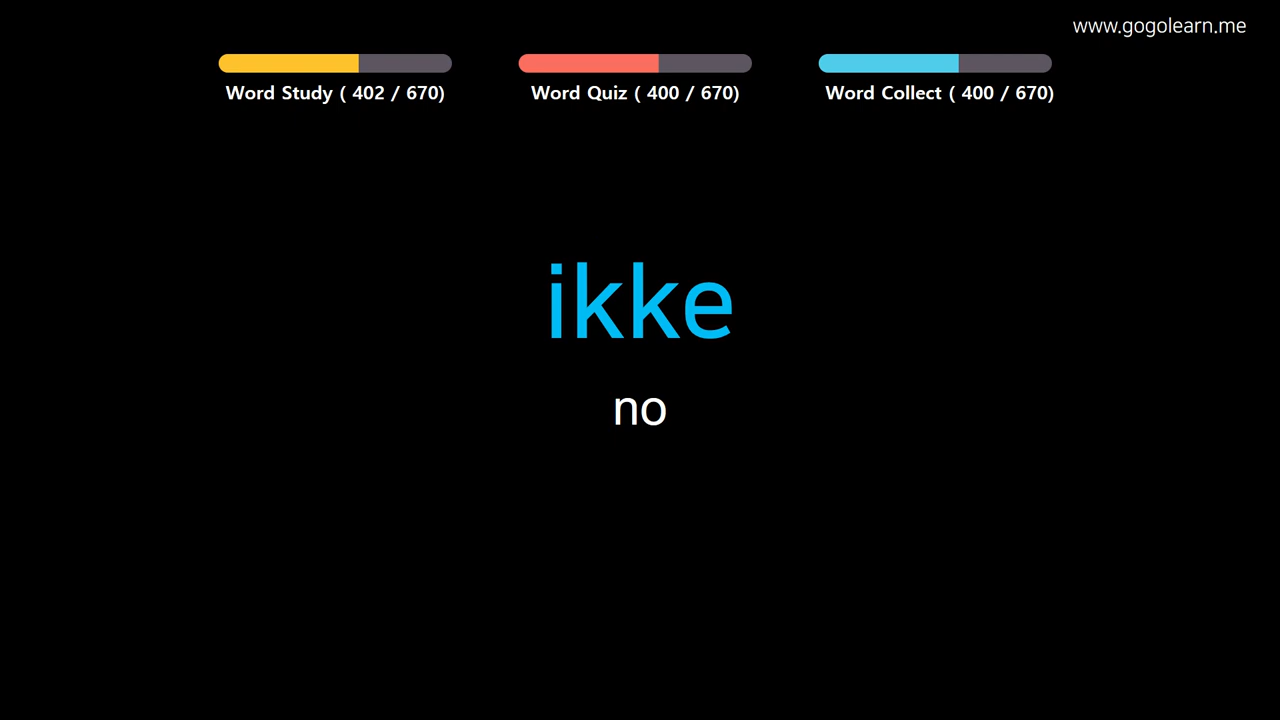 www.gogolearn.me
Word Study ( 402 / 670)
Word Quiz ( 400 / 670)
Word Collect ( 400 / 670)
ikke
no